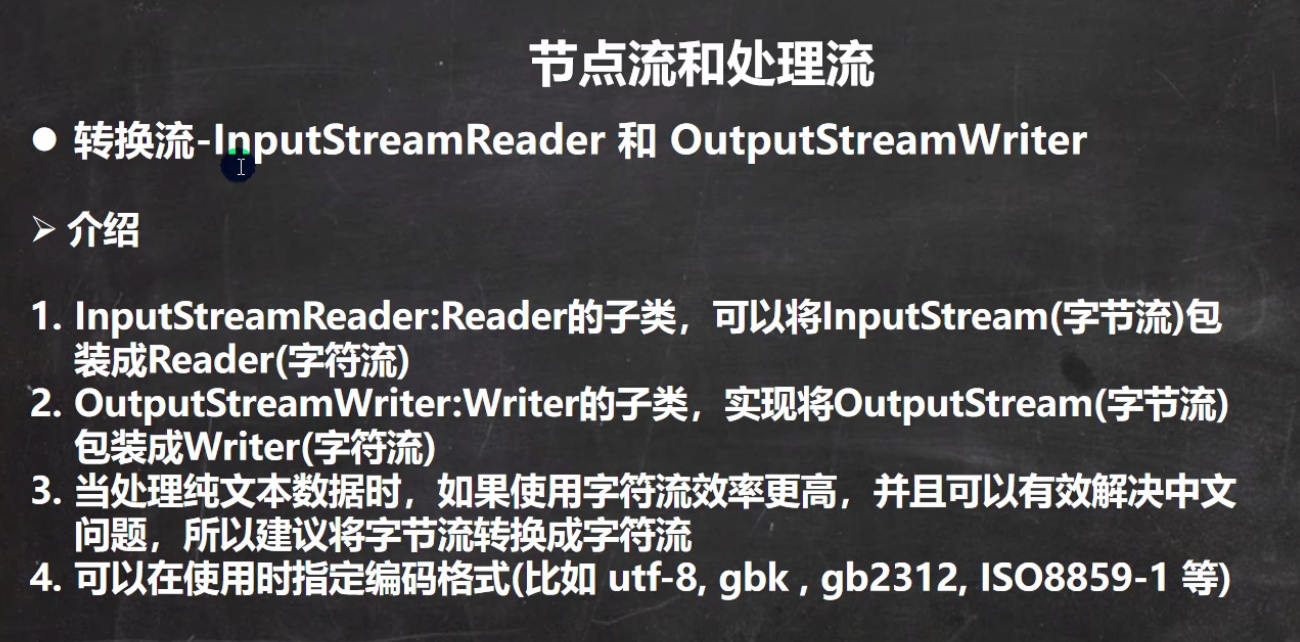 节点流和处理流
● 转换流-InputStreamReader 和 OutputStreamWriter
➢ 介绍
1. InputStreamReader:Reader的子类，可以将InputStream(字节流)包
装成Reader(字符流)
2. OutputStreamWriter:Writer的子类，实现将OutputStream(字节流)
包装成Writer(字符流)
3. 当处理纯文本数据时，如果使用字符流效率更高，并且可以有效解决中文
问题，所以建议将字节流转换成字符流
4. 可以在使用时指定编码格式(比如 utf-8, gbk , gb2312, ISO8859-1 等)